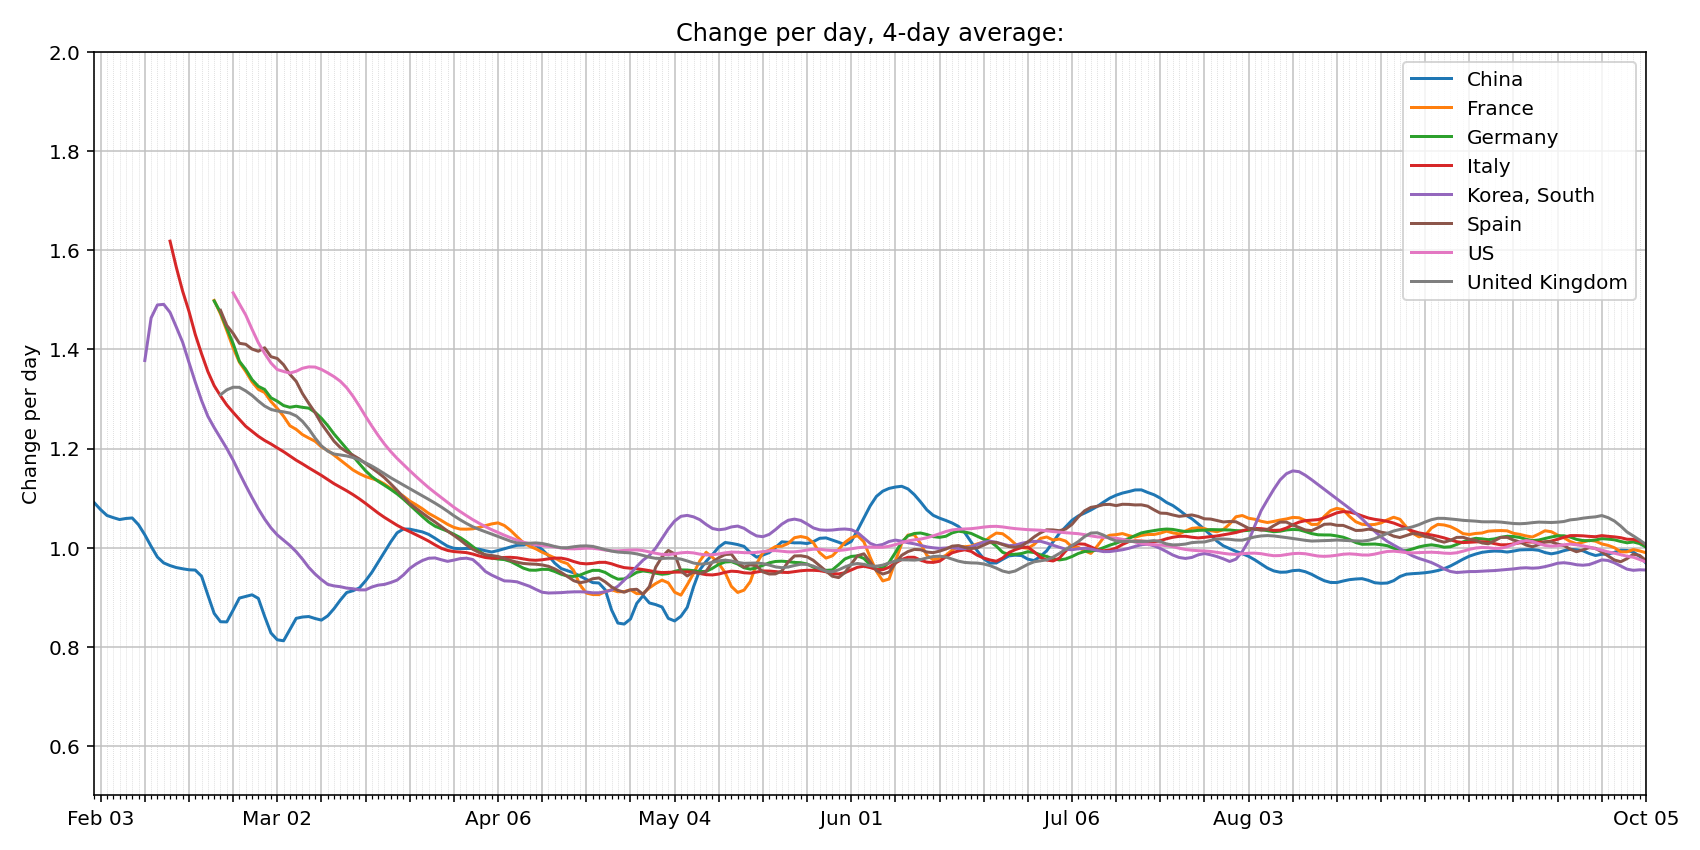 Change per day, 4-day average:
2.0
1.8
1.6
1.4
1.2
1.0
0.8
0.6
Change per day
China
France
Germany
Italy
Korea, South
Spain
US
United Kingdom
Feb 03 Mar 02 Apr 06 May 04 Jun 01 Jul 06 Aug 03 Oct 05